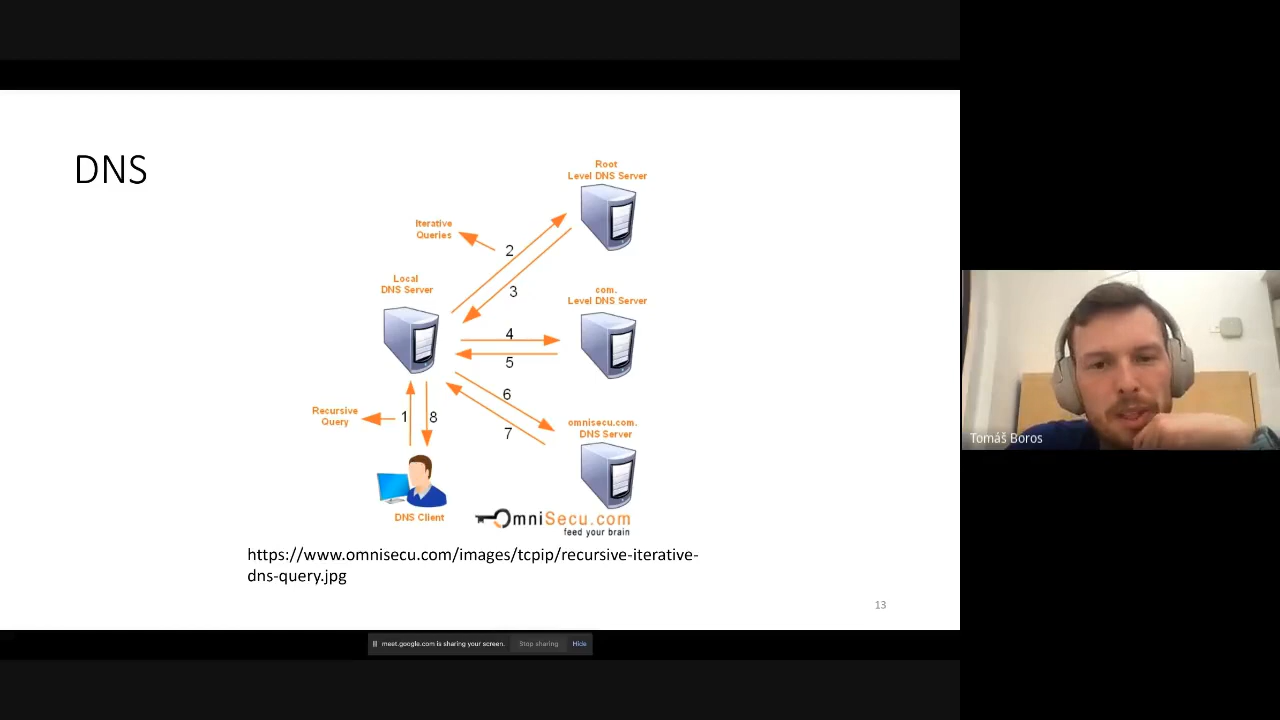 DNS
Root
Level DNS Server
Iterative
Queries
2
3
Local
DNS Server
com.
Level DNS Server
4
5
6
7
omnisecu.com.
DNS Server
Recursive
Query
1
8
DNS Client
OmniSecu.com
feed your brain
https://www.omnisecu.com/images/tcpip/recursive-iterative-
dns-query.jpg
13
meet.google.com is sharing your screen.
Stop sharing
Hide
Tomáš Boros